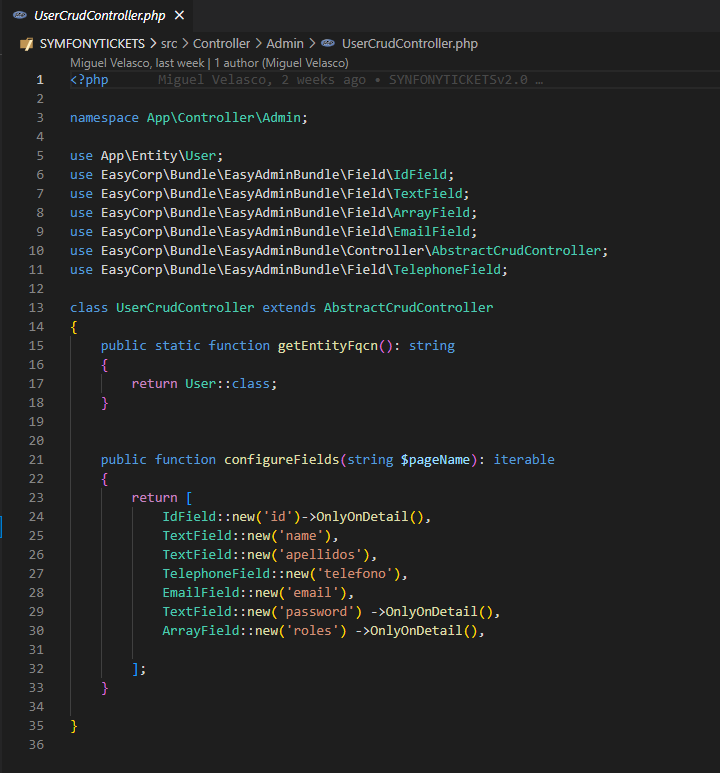 UserCrudController.php ×
SYMFONYTICKETS > src > Controller > Admin > UserCrudController.php
Miguel Velasco, last week | 1 author (Miguel Velasco)
1 <?php Miguel Velasco, 2 weeks ago • SYNFONYTICKETSv2.0 …
2
3 namespace App\Controller\Admin;
4
5 use App\Entity\User;
6 use EasyCorp\Bundle\EasyAdminBundle\Field\IdField;
7 use EasyCorp\Bundle\EasyAdminBundle\Field\TextField;
8 use EasyCorp\Bundle\EasyAdminBundle\Field\ArrayField;
9 use EasyCorp\Bundle\EasyAdminBundle\Field\EmailField;
10 use EasyCorp\Bundle\EasyAdminBundle\Controller\AbstractCrudController;
11 use EasyCorp\Bundle\EasyAdminBundle\Field\TelephoneField;
12
13 class UserCrudController extends AbstractCrudController
14 {
15     public static function getEntityFqcn(): string
16     {
17         return User::class;
18     }
19
20
21     public function configureFields(string $pageName): iterable
22     {
23         return [
24             IdField::new('id')->OnlyOnDetail(),
25             TextField::new('name'),
26             TextField::new('apellidos'),
27             TelephoneField::new('telefono'),
28             EmailField::new('email'),
29             TextField::new('password') ->OnlyOnDetail(),
30             ArrayField::new('roles') ->OnlyOnDetail(),
31
32         ];
33     }
34
35 }
36